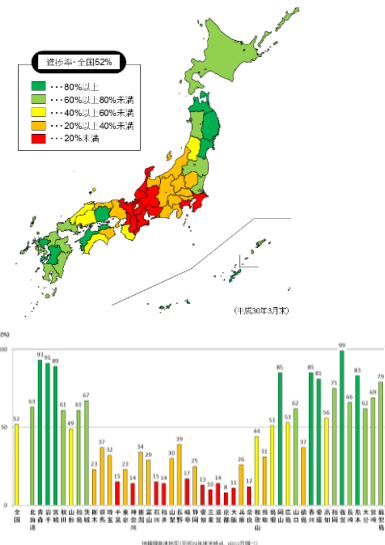 進捗率・全国52%
・・・80%以上
・・・60%以上80%未満
・・・40%以上60%未満
・・・20%以上40%未満
・・・20%未満
(平成30年3月末)
(%)
52 63 93 91 89 61 49 61 67 23 37 32 15 23 14 34 29 15 14 30 39 17 25 13 10 14 8 11 26 12 44 31 51 85 53 62 37 85 81 56 75 99 66 83 62 69 79
50
0
全国 北海道 青森 岩手 宮城 秋田 山形 福島 茨城 栃木 群馬 埼玉 千葉 東京 神奈川 新潟 富山 石川 福井 山梨 長野 岐阜 静岡 愛知 三重 滋賀 京都 大阪 兵庫 奈良 和歌山 鳥取 島根 岡山 広島 山口 徳島 香川 愛媛 高知 福岡 佐賀 長崎 熊本 大分 宮崎 鹿児島